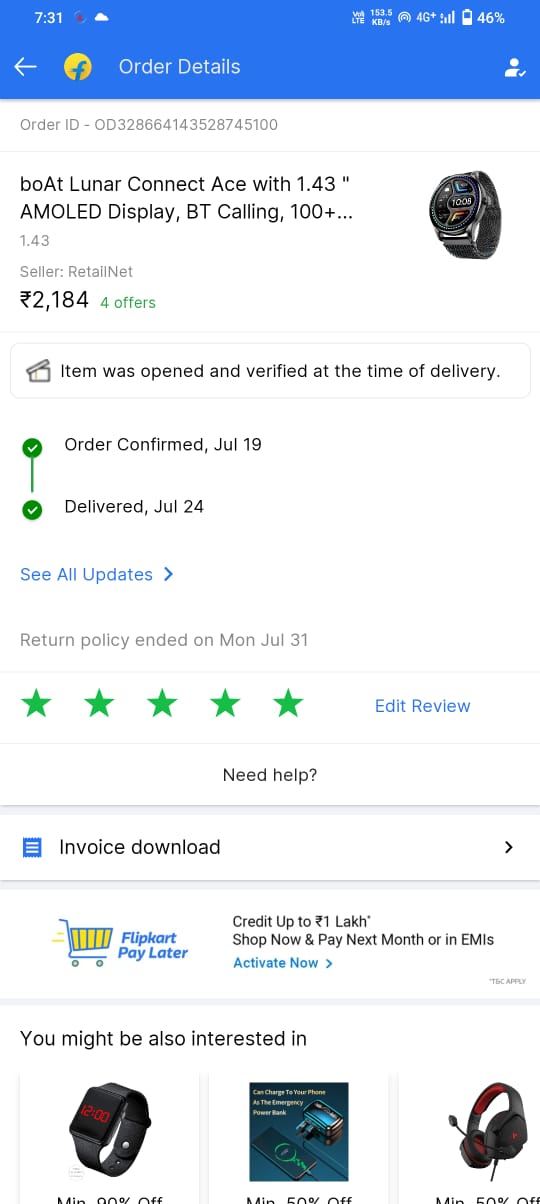 7:31
Vo)) LTE 153.5 KB/s 4G+ 46%
Order Details
Order ID - OD328664143528745100
boAt Lunar Connect Ace with 1.43 "
AMOLED Display, BT Calling, 100+...
1.43
Seller: RetailNet
₹2,184 4 offers
10:08
Item was opened and verified at the time of delivery.
Order Confirmed, Jul 19
Delivered, Jul 24
See All Updates
Return policy ended on Mon Jul 31
Edit Review
Need help?
Invoice download
Flipkart
Pay Later
Credit Up to ₹1 Lakh*
Shop Now & Pay Next Month or in EMIs
Activate Now
*T&C APPLY
You might be also interested in
12:00
Can Charge To Your Phone
As The Emergency
Power Bank
Min. 90% Off
Min. 50% Off
Min. 50% Off